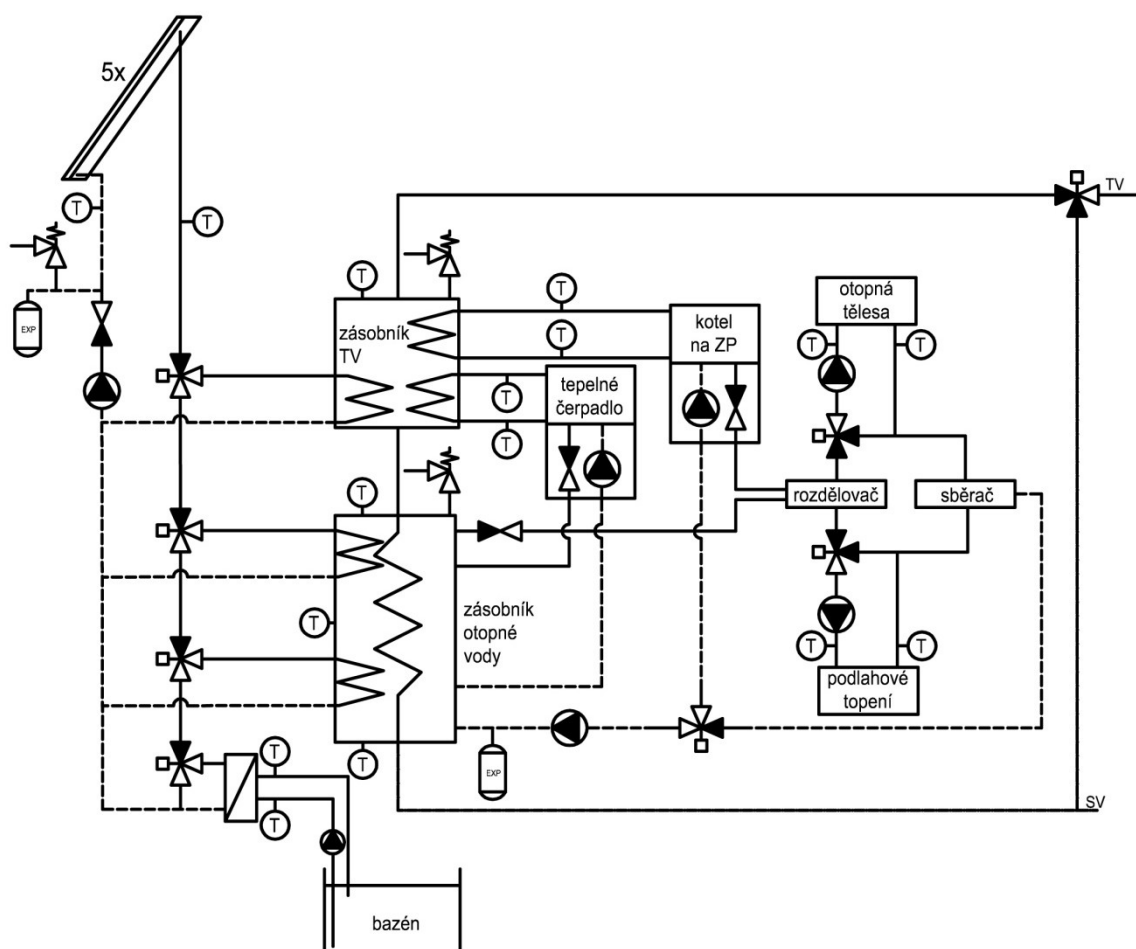 5x
T
T
EXP
TV
T
T
T
zásobník
TV
kotel
na ZP
tepelné
čerpadlo
T
T
otopná
tělesa
T
T
rozdělovač
sběrač
T
T
zásobník
otopné
vody
T
T
podlahové
topení
T
EXP
T
T
SV
bazén